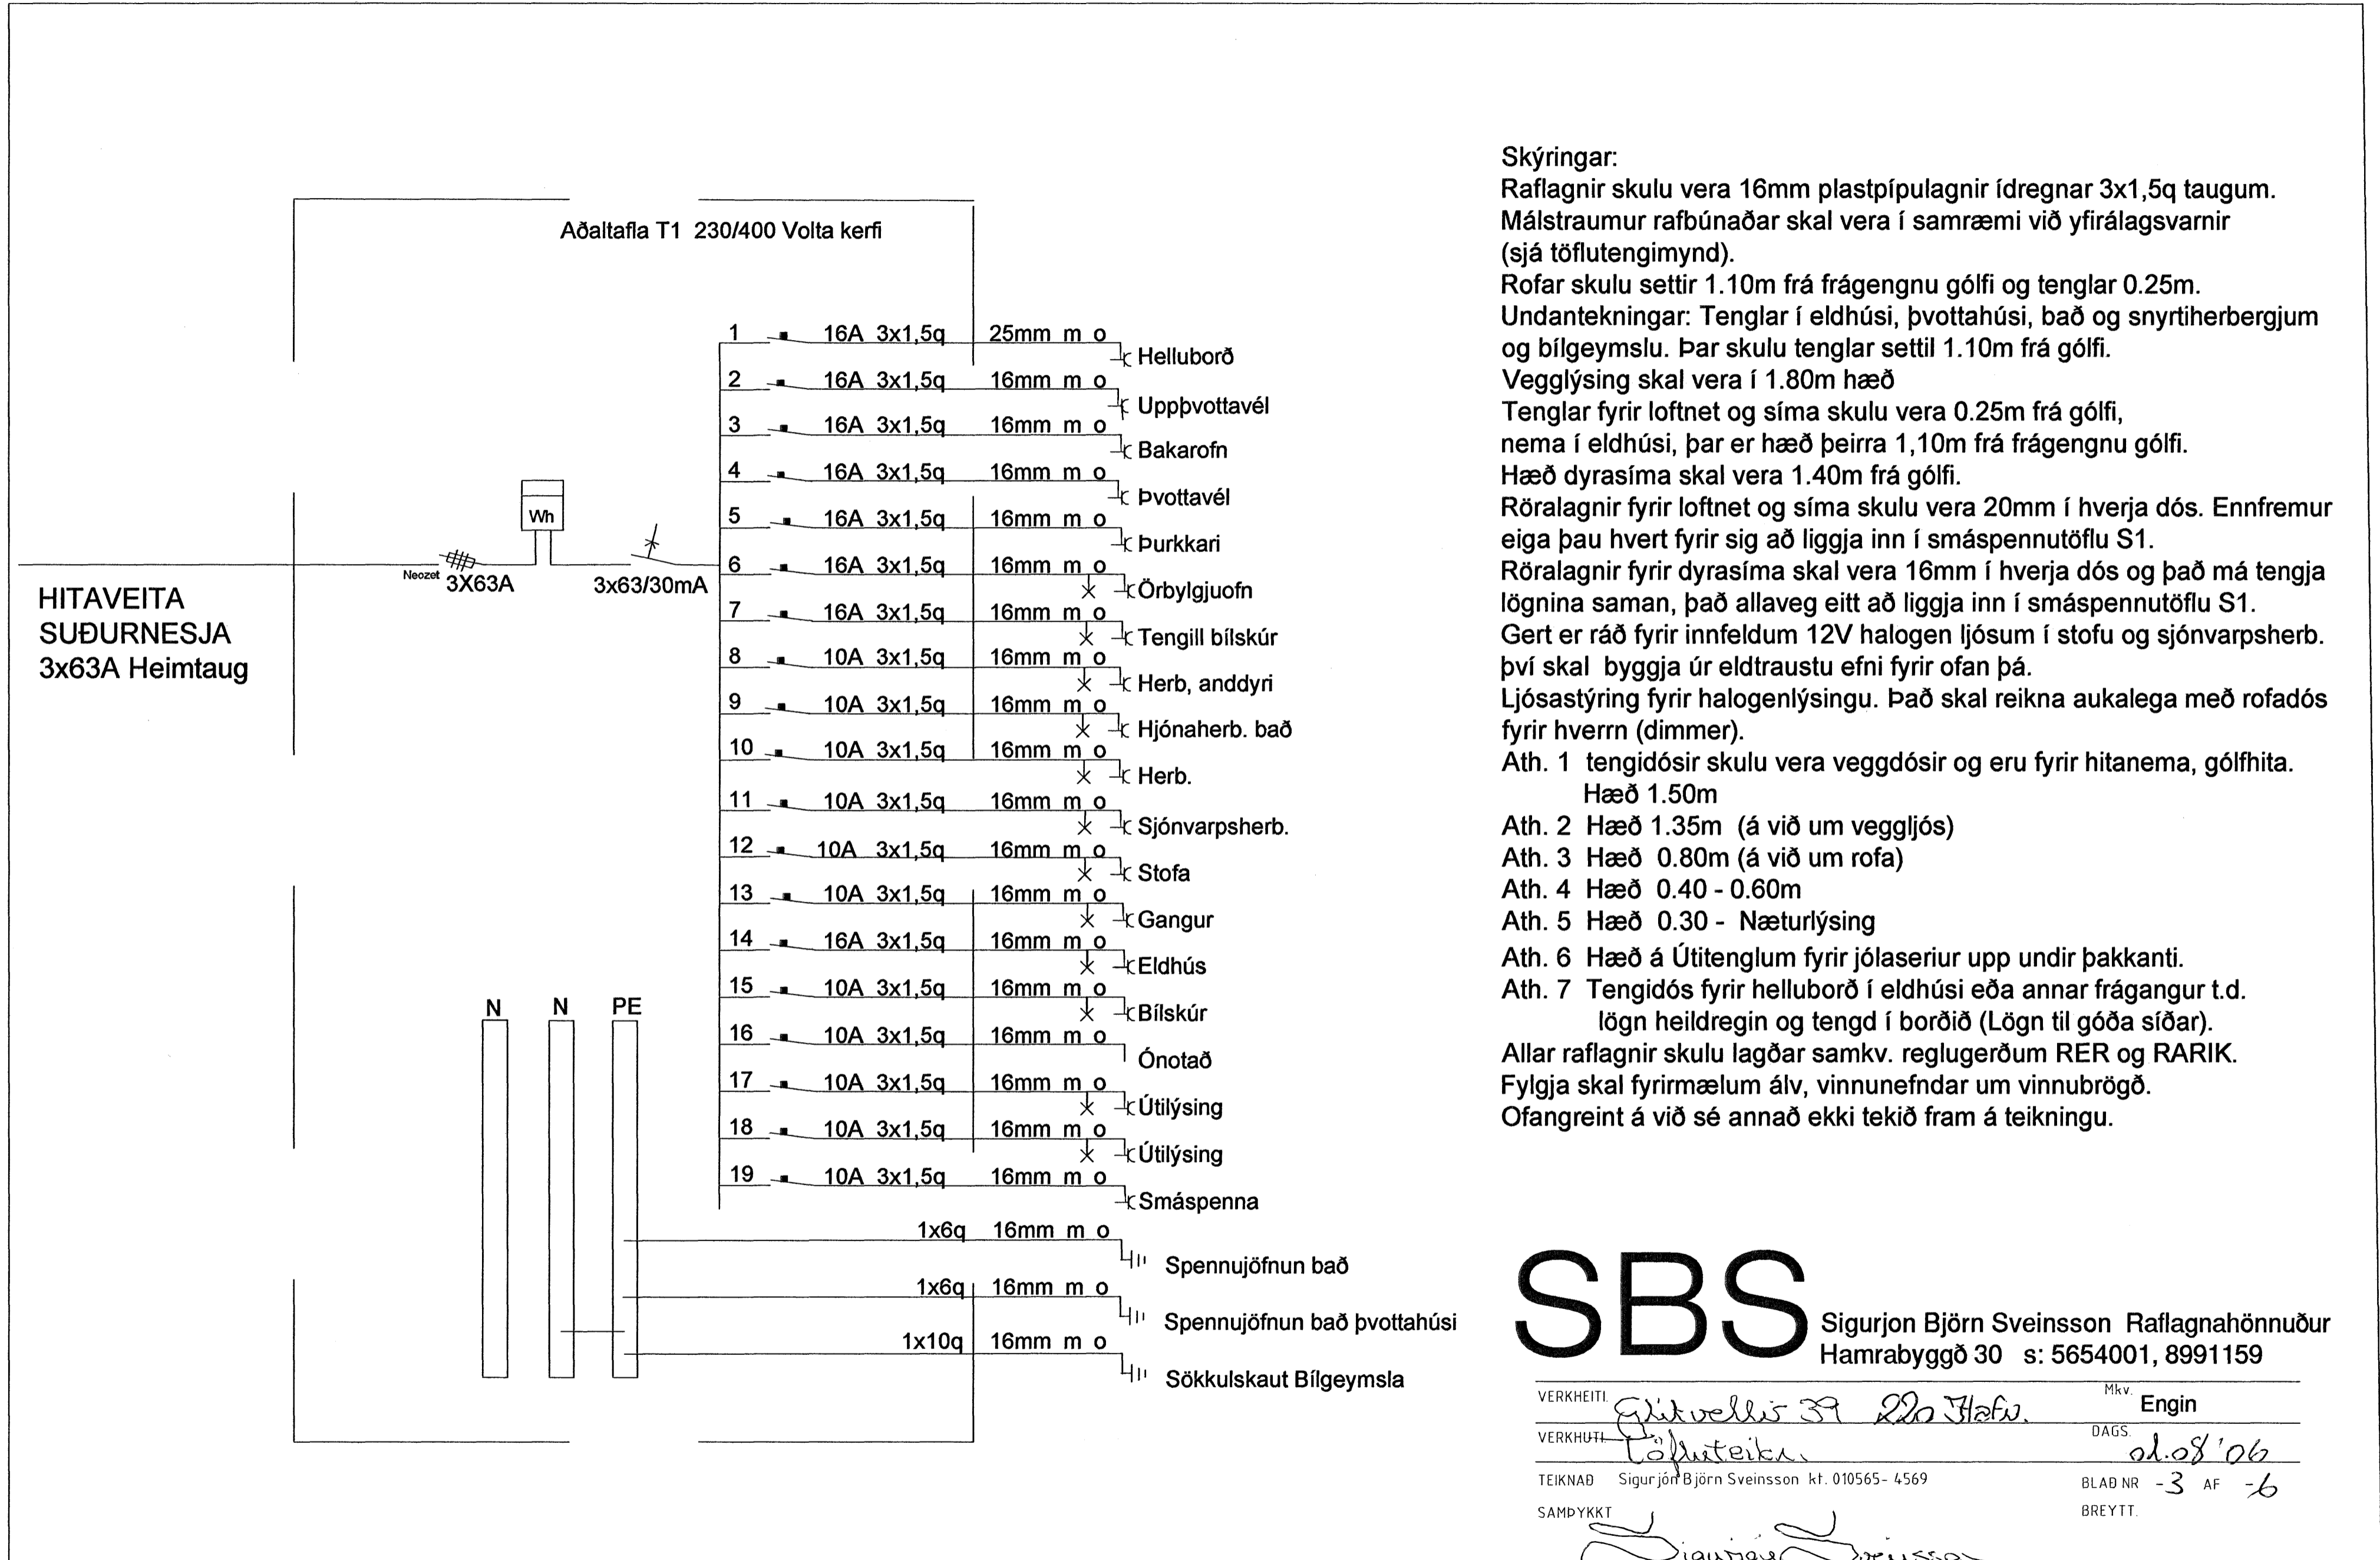 Aðaltafla T1 230/400 Volta kerfi
HITAVEITA
SUÐURNESJA
3x63A Heimtaug
Neozet 3X63A
Wh
3x63/30mA
1 16A 3x1,5q 25mm m o Helluborð
2 16A 3x1,5q 16mm m o Uppþvottavél
3 16A 3x1,5q 16mm m o Bakarofn
4 16A 3x1,5q 16mm m o Þvottavél
5 16A 3x1,5q 16mm m o Þurkkari
6 16A 3x1,5q 16mm m o Örbylgjuofn
7 16A 3x1,5q 16mm m o Tengill bílskúr
8 10A 3x1,5q 16mm m o Herb, anddyri
9 10A 3x1,5q 16mm m o Hjónaherb. bað
10 10A 3x1,5q 16mm m o Herb.
11 10A 3x1,5q 16mm m o Sjónvarpsherb.
12 10A 3x1,5q 16mm m o Stofa
13 10A 3x1,5q 16mm m o Gangur
14 16A 3x1,5q 16mm m o Eldhús
15 10A 3x1,5q 16mm m o Bílskúr
16 10A 3x1,5q 16mm m o Ónotað
17 10A 3x1,5q 16mm m o Útilýsing
18 10A 3x1,5q 16mm m o Útilýsing
19 10A 3x1,5q 16mm m o Smáspenna
N N PE
1x6q 16mm m o Spennujöfnun bað
1x6q 16mm m o Spennujöfnun bað þvottahúsi
1x10q 16mm m o Sökkulskaut Bílgeymsla
Skýringar:
Raflagnir skulu vera 16mm plastpípulagnir ídregnar 3x1,5q taugum.
Málstraumur rafbúnaðar skal vera í samræmi við yfirálagsvarnir
(sjá töflutengimynd).
Rofar skulu settir 1.10m frá frágengnu gólfi og tenglar 0.25m.
Undantekningar: Tenglar í eldhúsi, þvottahúsi, bað og snyrtiherbergjum
og bílgeymslu. Þar skulu tenglar settil 1.10m frá gólfi.
Vegglýsing skal vera í 1.80m hæð
Tenglar fyrir loftnet og síma skulu vera 0.25m frá gólfi,
nema í eldhúsi, þar er hæð þeirra 1,10m frá frágengnu gólfi.
Hæð dyrasíma skal vera 1.40m frá gólfi.
Röralagnir fyrir loftnet og síma skulu vera 20mm í hverja dós. Ennfremur
eiga þau hvert fyrir sig að liggja inn í smáspennutöflu S1.
Röralagnir fyrir dyrasíma skal vera 16mm í hverja dós og það má tengja
lögnina saman, það allaveg eitt að liggja inn í smáspennutöflu S1.
Gert er ráð fyrir innfeldum 12V halogen ljósum í stofu og sjónvarpsherb.
því skal byggja úr eldtraustu efni fyrir ofan þá.
Ljósastýring fyrir halogenlýsingu. Það skal reikna aukalega með rofadós
fyrir hverrn (dimmer).
Ath. 1 tengidósir skulu vera veggdósir og eru fyrir hitanema, gólfhita.
Hæð 1.50m
Ath. 2 Hæð 1.35m (á við um veggljós)
Ath. 3 Hæð 0.80m (á við um rofa)
Ath. 4 Hæð 0.40 - 0.60m
Ath. 5 Hæð 0.30 - Næturlýsing
Ath. 6 Hæð á Útitenglum fyrir jólaseriur upp undir þakkanti.
Ath. 7 Tengidós fyrir helluborð í eldhúsi eða annar frágangur t.d.
lögn heildregin og tengd í borðið (Lögn til góða síðar).
Allar raflagnir skulu lagðar samkv. reglugerðum RER og RARIK.
Fylgja skal fyrirmælum álv, vinnunefndar um vinnubrögð.
Ofangreint á við sé annað ekki tekið fram á teikningu.
SBS
Sigurjon Björn Sveinsson Raflagnahönnuður
Hamrabyggð 30 s: 5654001, 8991159
VERKHEITI. Glitvellir 39 220 Hafn. Mkv. Engin
VERKHUTI. Töfluteikn. DAGS. 01.08'06
TEIKNAÐ Sigurjón Björn Sveinsson kt. 010565-4569 BLAÐ NR -3 AF -6
SAMÞYKKT BREYTT.
Sigurjón Sveinsson